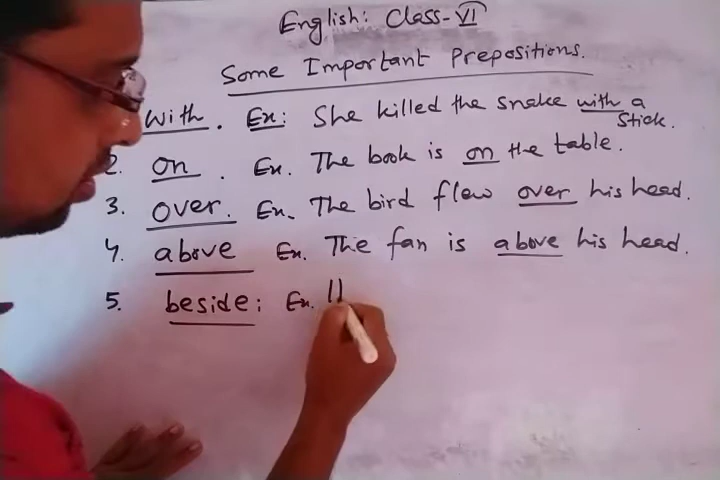 English: Class-VI
Some Important Prepositions.
with. Ex: She killed the snake with a
Stick.
2. on. Ex. The book is on the table.
3. over. Ex. The bird flew over his head.
4. above Ex. The fan is above his head.
5. beside: Ex.